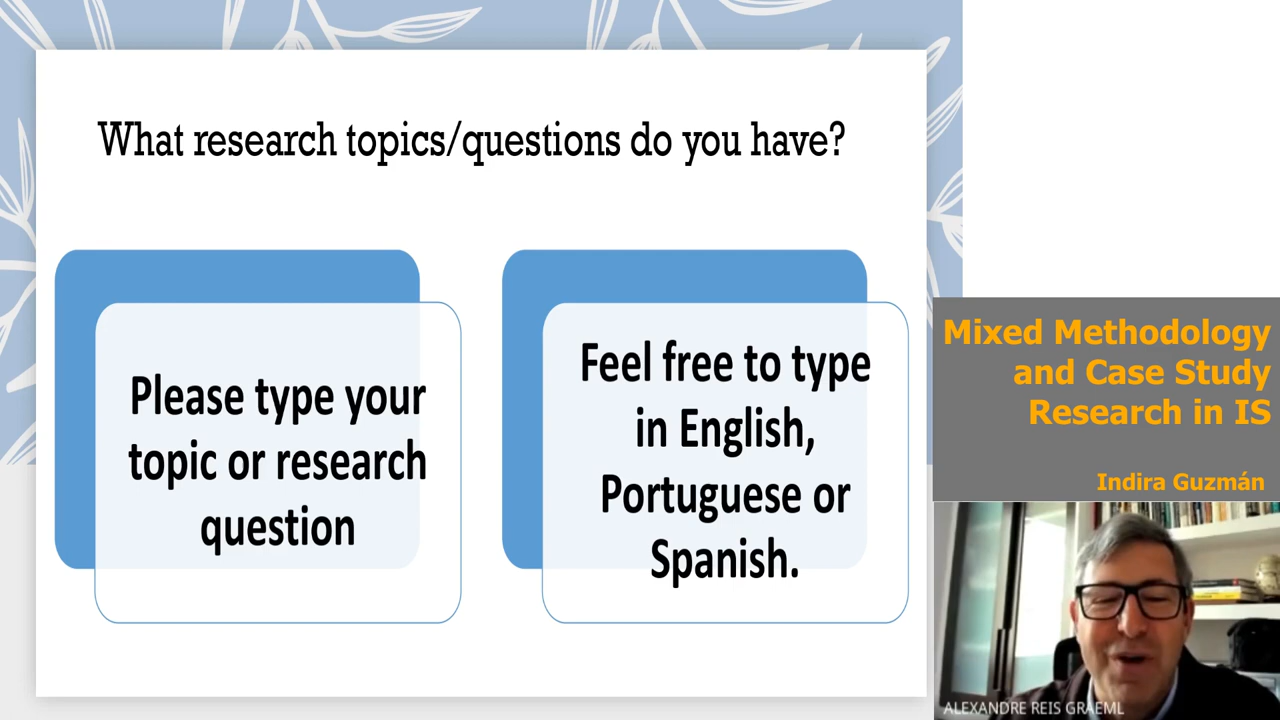 What research topics/questions do you have?
Please type your
topic or research
question
Feel free to type
in English,
Portuguese or
Spanish.
Mixed Methodology
and Case Study
Research in IS
Indira Guzmán
ALEXANDRE REIS GRAEML